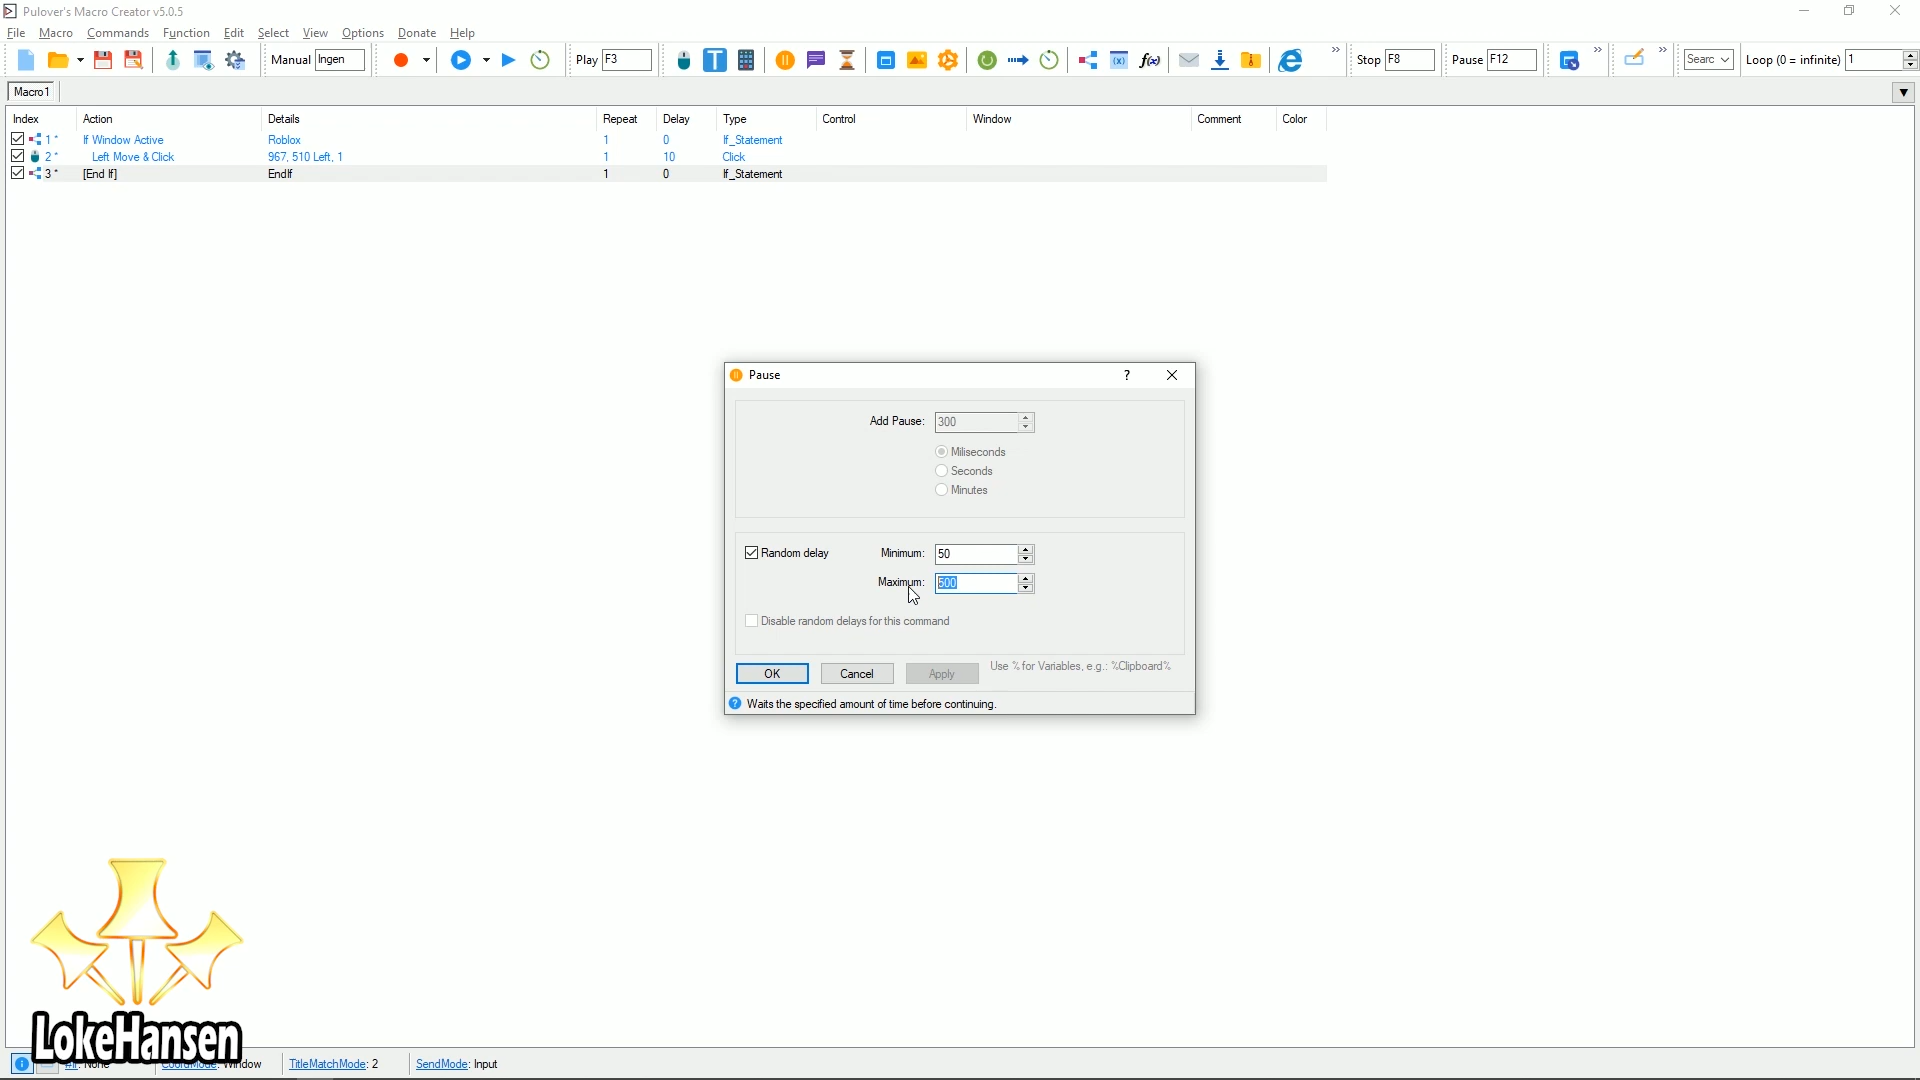 Pulover's Macro Creator v5.0.5
File Macro Commands Function Edit Select View Options Donate Help
Manual Ingen Play F3 Stop F8 Pause F12 Searc Loop (0 = infinite) 1
Macro1
Index Action Details Repeat Delay Type Control Window Comment Color
1 * If Window Active Roblox 1 0 If_Statement
2 * Left Move & Click 967, 510 Left, 1 1 10 Click
3 * [End If] EndIf 1 0 If_Statement
Pause ?
Add Pause: 300
Miliseconds
Seconds
Minutes
Random delay Minimum: 50
Maximum: 500
Disable random delays for this command
OK Cancel Apply Use % for Variables, e.g.: %Clipboard%
Waits the specified amount of time before continuing.
LokeHansen
None CoordMode: Window TitleMatchMode: 2 SendMode: Input